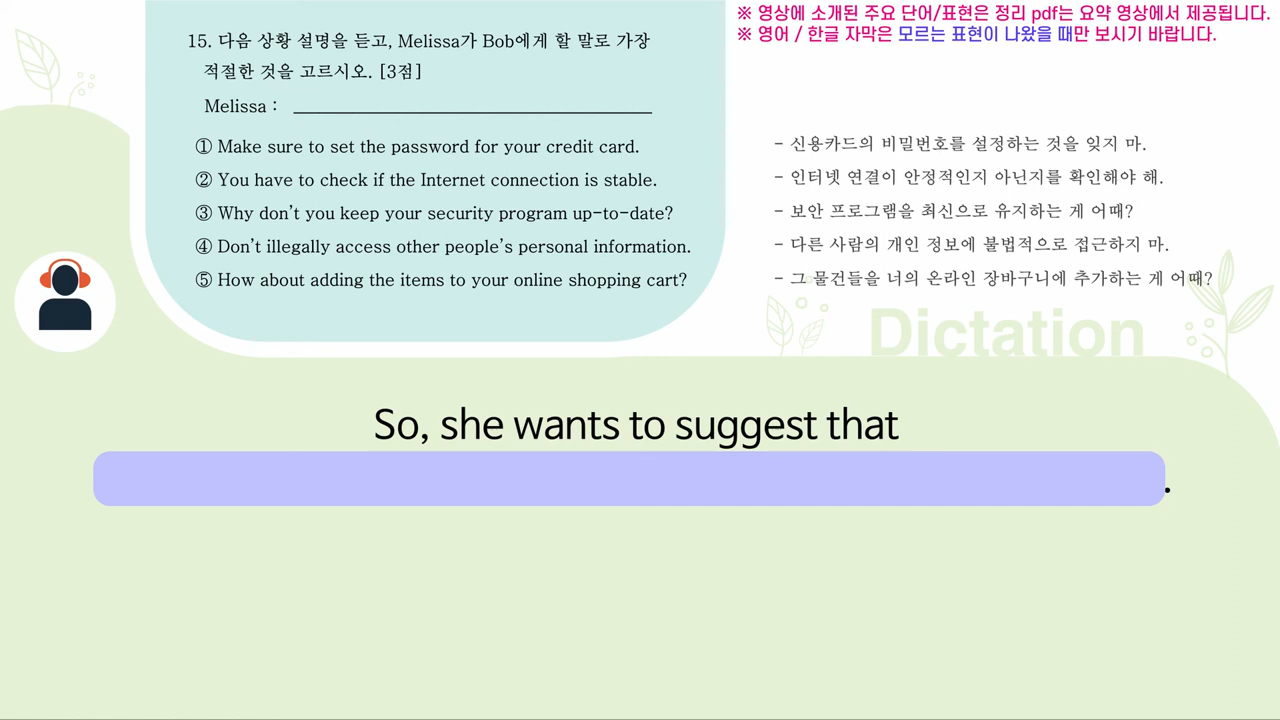 ※ 영상에 소개된 주요 단어/표현은 정리 pdf는 요약 영상에서 제공됩니다.
※ 영어 / 한글 자막은 모르는 표현이 나왔을 때만 보시기 바랍니다.
15. 다음 상황 설명을 듣고, Melissa가 Bob에게 할 말로 가장
적절한 것을 고르시오. [3점]
Melissa :
① Make sure to set the password for your credit card.
② You have to check if the Internet connection is stable.
③ Why don't you keep your security program up-to-date?
④ Don't illegally access other people's personal information.
⑤ How about adding the items to your online shopping cart?
- 신용카드의 비밀번호를 설정하는 것을 잊지 마.
- 인터넷 연결이 안정적인지 아닌지를 확인해야 해.
- 보안 프로그램을 최신으로 유지하는 게 어때?
- 다른 사람의 개인 정보에 불법적으로 접근하지 마.
- 그 물건들을 너의 온라인 장바구니에 추가하는 게 어때?
Dictation
So, she wants to suggest that
.